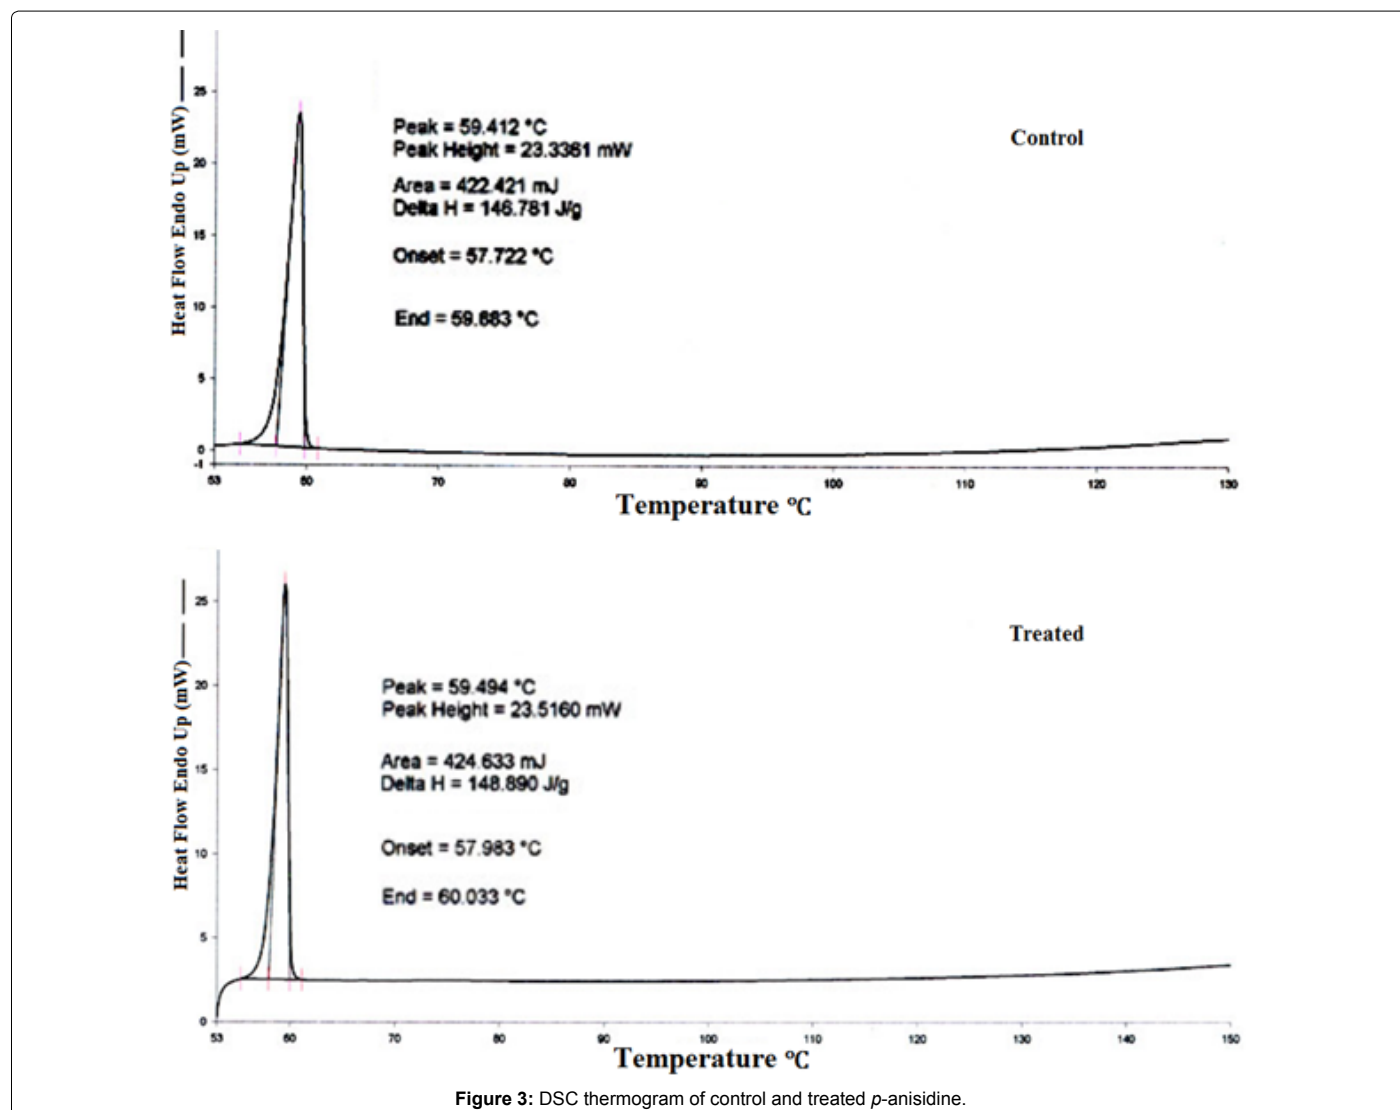 Heat Flow Endo Up (mW)
25
20
15
10
5
0
-1
Peak = 59.412 °C
Peak Height = 23.3361 mW
Area = 422.421 mJ
Delta H = 146.781 J/g
Onset = 57.722 °C
End = 59.883 °C
Control
53 60 70 80 90 100 110 120 130
Temperature °C
Heat Flow Endo Up (mW)
25
20
15
10
5
0
Peak = 59.494 °C
Peak Height = 23.5160 mW
Area = 424.633 mJ
Delta H = 148.890 J/g
Onset = 57.983 °C
End = 60.033 °C
Treated
53 60 70 80 90 100 110 120 130 140 150
Temperature °C
Figure 3: DSC thermogram of control and treated p-anisidine.